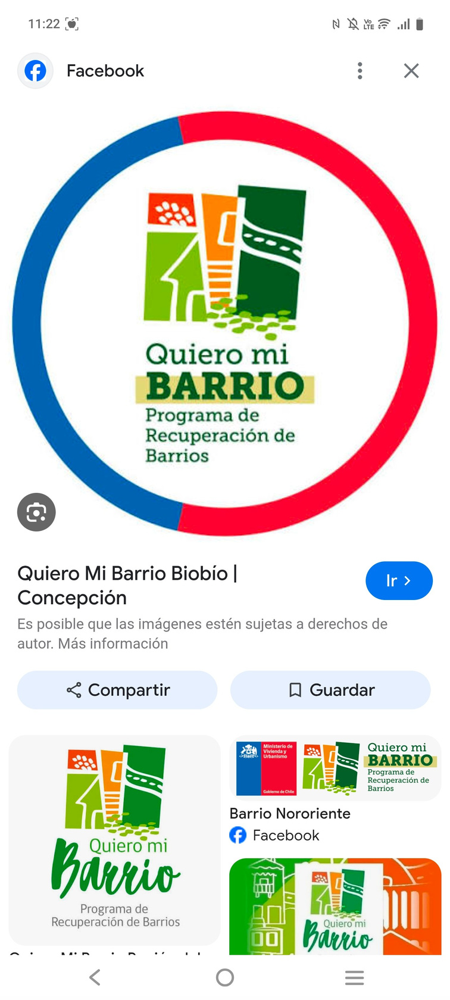 11:22
Vo
LTE
Facebook
Quiero mi
BARRIO
Programa de
Recuperación de
Barrios
Quiero Mi Barrio Biobío |
Concepción
Ir
Es posible que las imágenes estén sujetas a derechos de
autor. Más información
Compartir
Guardar
Quiero mi
Barrio
Programa de
Recuperación de Barrios
Ministerio de
Vivienda y
Urbanismo
Gobierno de Chile
Quiero mi
BARRIO
Programa de
Recuperación de
Barrios
Barrio Nororiente
Facebook
Quiero mi
Barrio